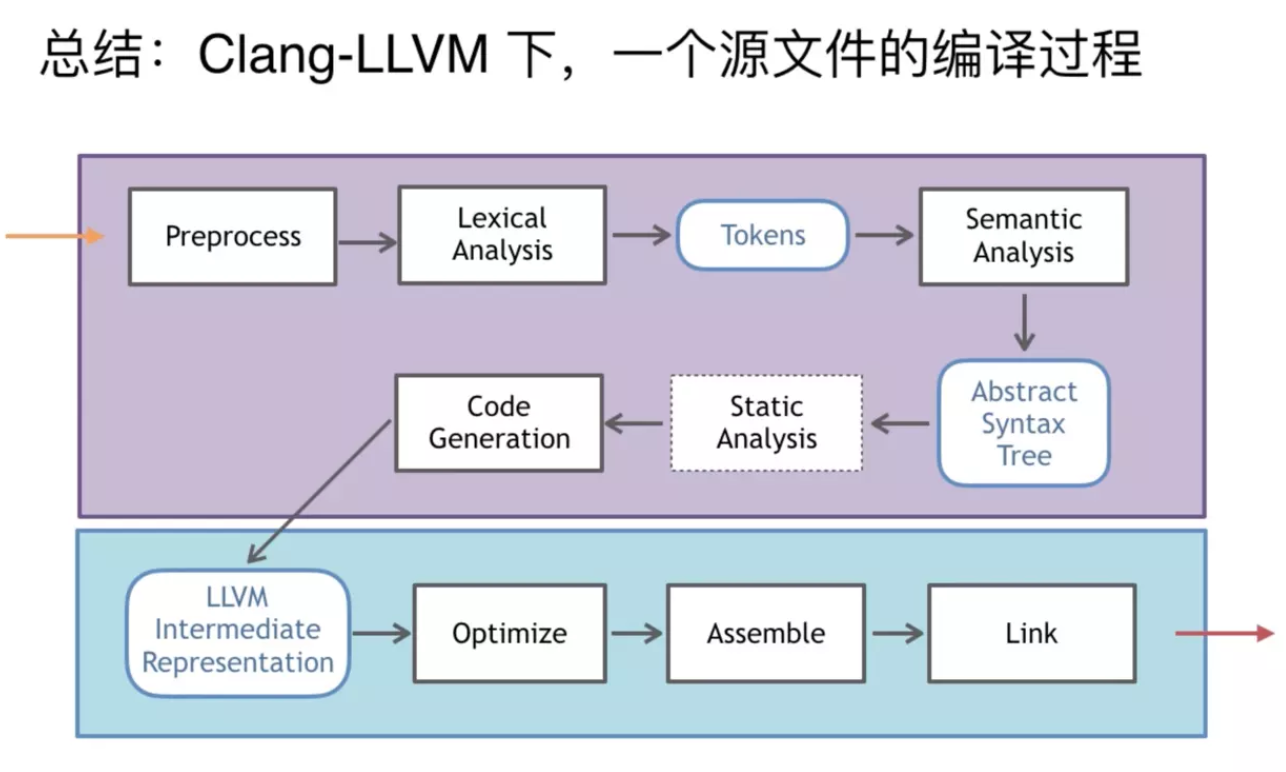 总结：Clang-LLVM 下，一个源文件的编译过程
Preprocess
Lexical
Analysis
Tokens
Semantic
Analysis
Abstract
Syntax
Tree
Static
Analysis
Code
Generation
LLVM
Intermediate
Representation
Optimize
Assemble
Link